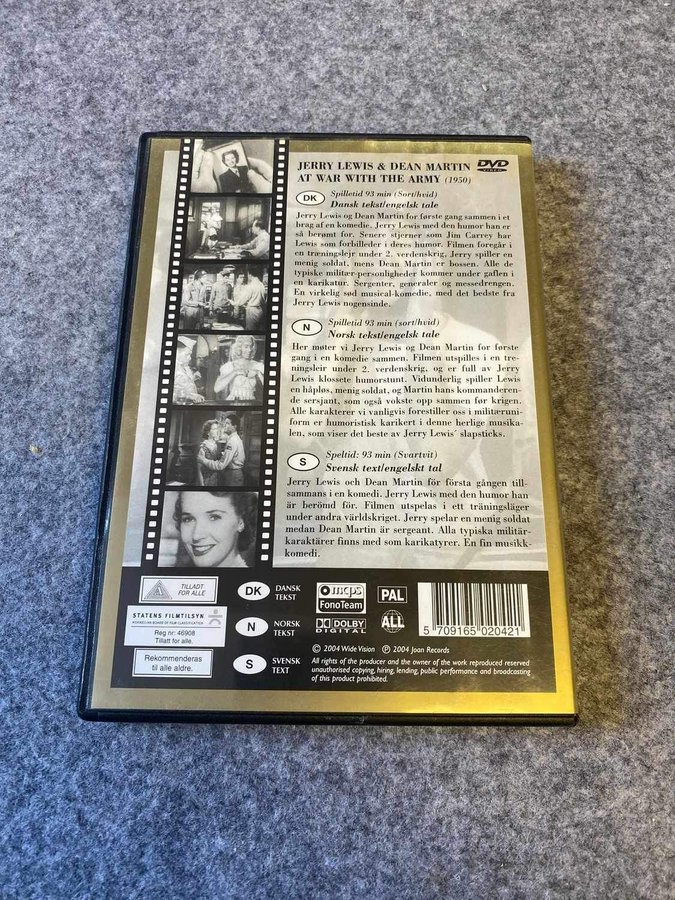 JERRY LEWIS & DEAN MARTIN
AT WAR WITH THE ARMY (1950)
DVD
VIDEO
DK
Spilletid 93 min (Sort/hvid)
Dansk tekst/engelsk tale
Jerry Lewis og Dean Martin for første gang sammen i et
brag af en komedie. Jerry Lewis med den humor han er
så berømt for. Senere stjerner som Jim Carrey har
Lewis som forbilleder i deres humor. Filmen foregår i
en træningslejr under 2. verdenskrig, Jerry spiller en
menig soldat, mens Dean Martin er bossen. Alle de
typiske militær-personligheder kommer under gaflen i
en karikatur. Sergenter, generaler og messedrengen.
En virkelig sød musical-komedie, med det bedste fra
Jerry Lewis nogensinde.
N
Spilletid 93 min (sort/hvid)
Norsk tekst/engelsk tale
Her møter vi Jerry Lewis og Dean Martin for første
gang i en komedie sammen. Filmen utspilles i en tre-
ningsleir under 2. verdenskrig, og er full av Jerry
Lewis klossete humorstunt. Vidunderlig spiller Lewis
en håpløs, menig soldat, og Martin hans kommanderen-
de sersjant, som også vokste opp sammen før krigen.
Alle karakterer vi vanligvis forestiller oss i militæruni-
form er humoristisk karikert i denne herlige musika-
len, som viser det beste av Jerry Lewis´ slapsticks.
S
Speltid: 93 min (Svartvit)
Svensk text/engelskt tal
Jerry Lewis och Dean Martin för första gången till-
sammans i en komedi. Jerry Lewis med den humor han
är berömd för. Filmen utspelas i ett träningsläger
under andra världskriget. Jerry spelar en menig soldat
medan Dean Martin är sergeant. Alla typiska militär-
karaktärer finns med som karikatyrer. En fin musikk-
komedi.
A
TILLADT
FOR ALLE
STATENS FILMTILSYN
NORWEGIAN BOARD OF FILM CLASSIFICATION
Reg nr: 46908
Tillatt for alle.
Rekommenderas
til alle aldre.
DK
DANSK
TEKST
N
NORSK
TEKST
S
SVENSK
TEXT
mcps
FonoTeam
PAL
DOLBY
DIGITAL
ALL
5 709165 020421
© 2004 Wide Vision ℗ 2004 Joan Records
All rights of the producer and the owner of the work reproduced reserved
unauthorised copying, hiring, lending, public performance and broadcasting
of this product prohibited.